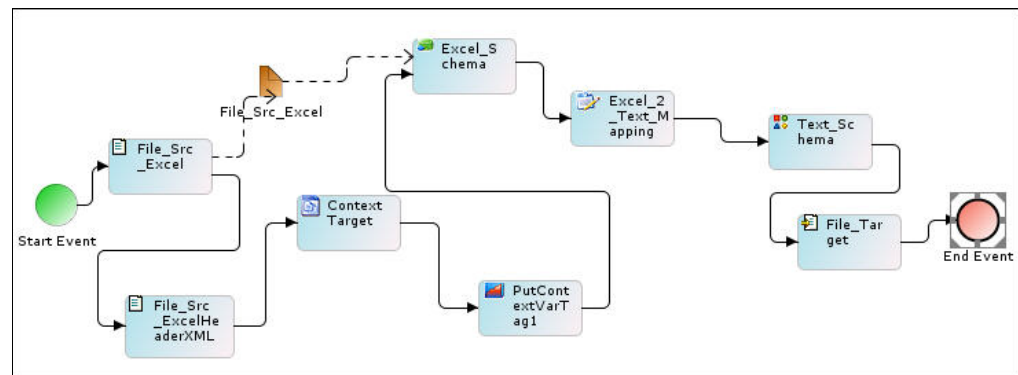 Excel_S
chema
File_Src_Excel
Excel_2
_Text_M
apping
Text_Sc
hema
File_Src
_Excel
Start Event
Context
Target
File_Tar
get
End Event
File_Src
_ExcelHe
aderXML
PutCont
extVarT
ag1